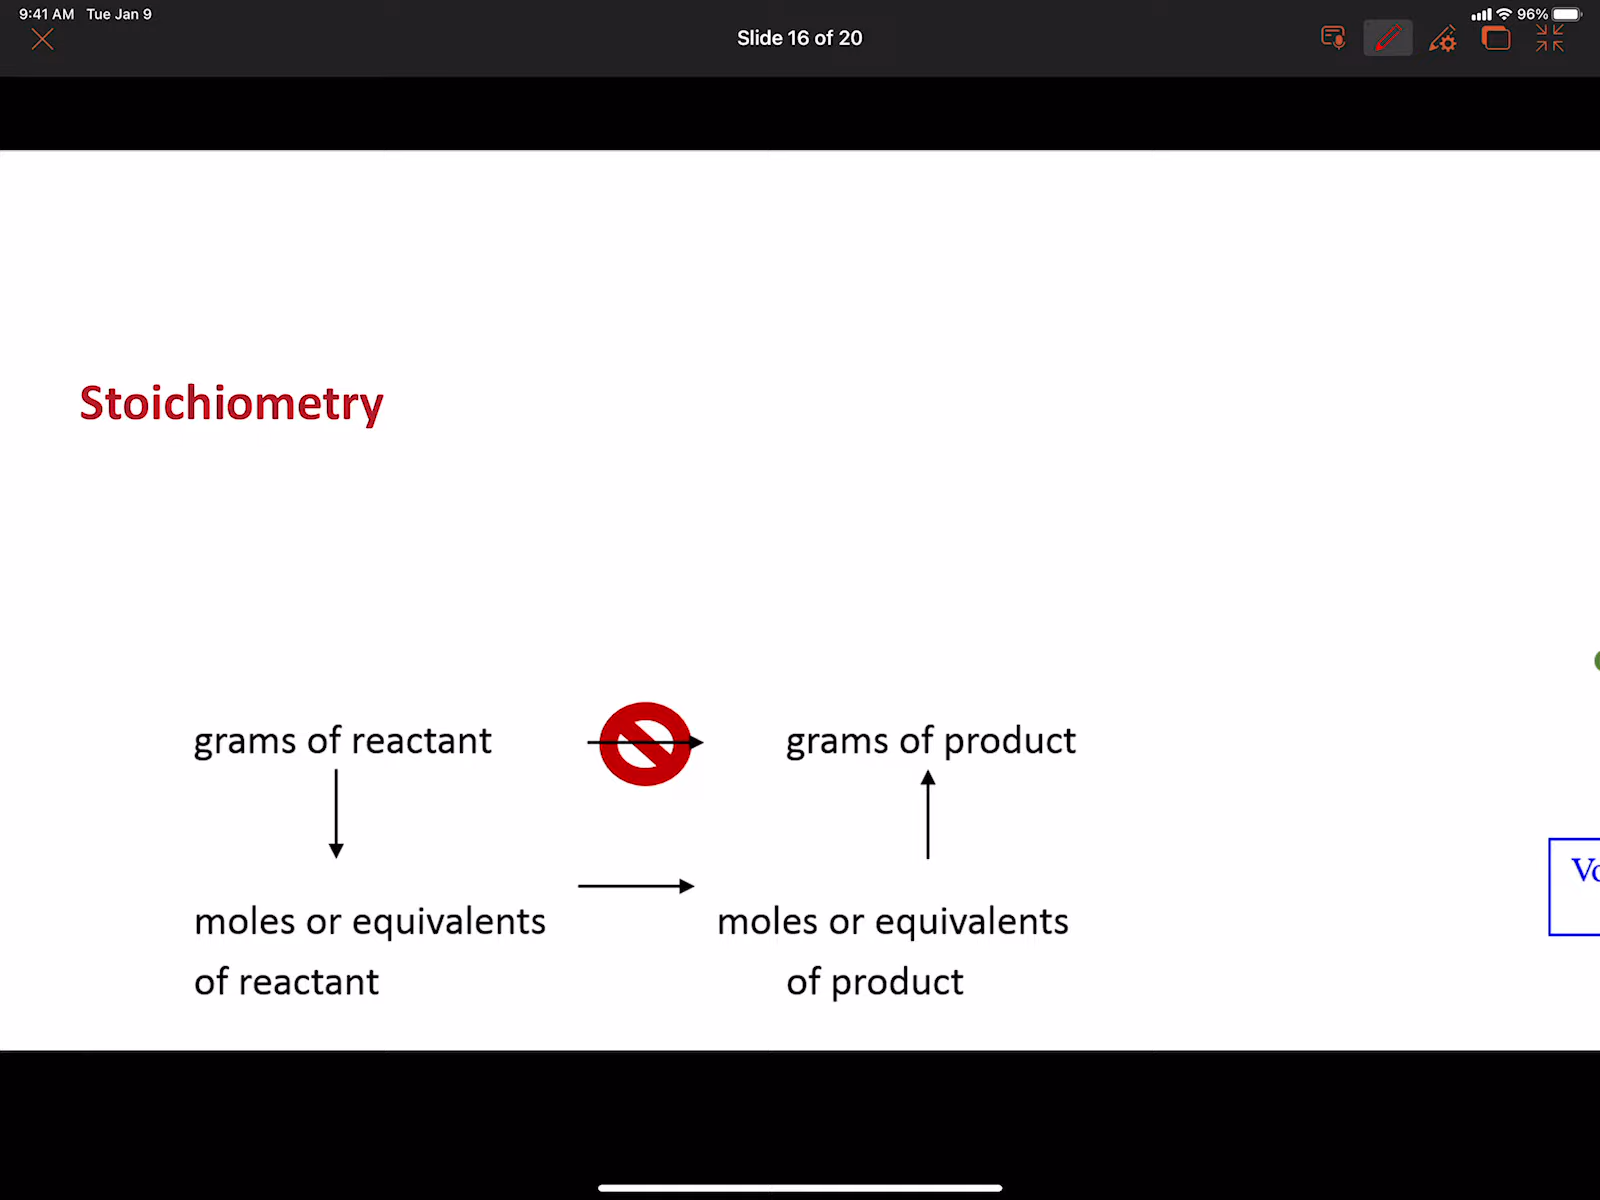 9:41 AM Tue Jan 9
96%
Slide 16 of 20
Stoichiometry
grams of reactant
grams of product
moles or equivalents
of reactant
moles or equivalents
of product